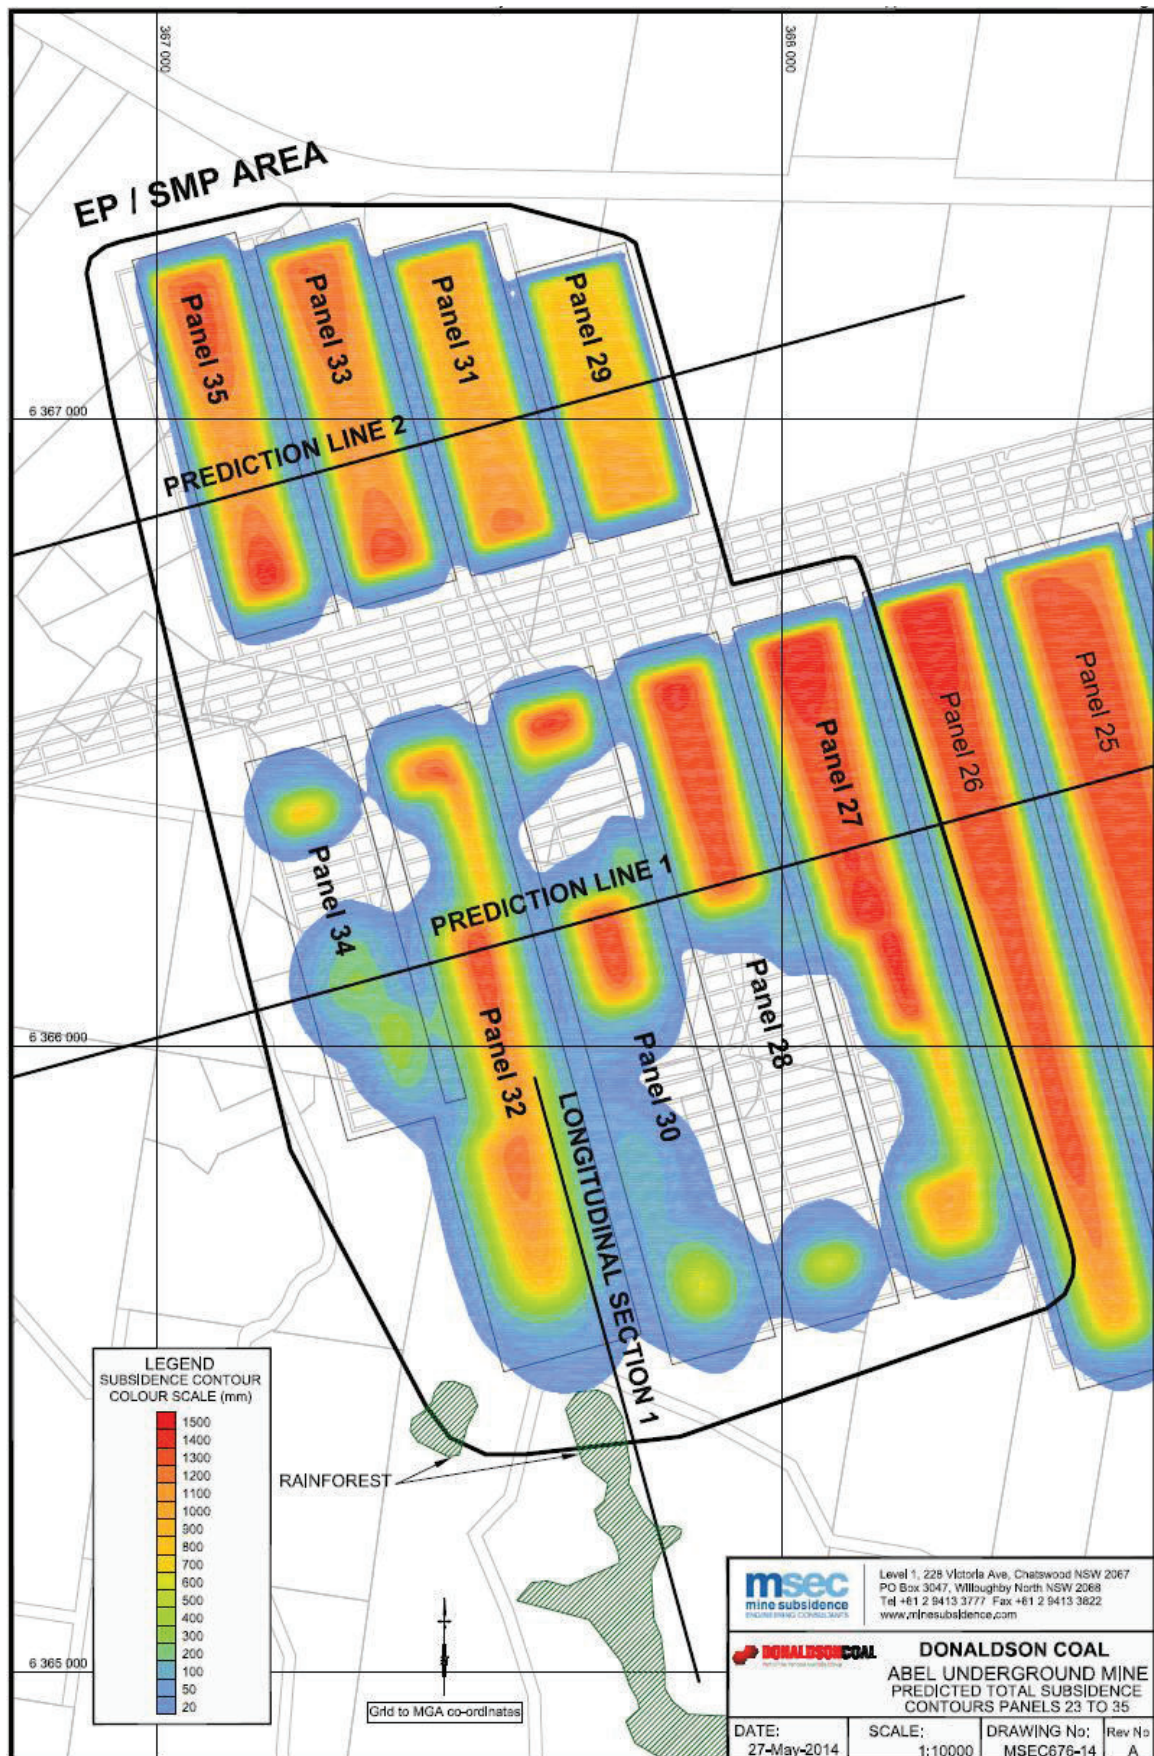 367 000
368 000
EP / SMP AREA
Panel 35
Panel 33
Panel 31
Panel 29
6 367 000
PREDICTION LINE 2
Panel 25
Panel 26
Panel 27
PREDICTION LINE 1
Panel 34
Panel 32
Panel 30
Panel 28
6 366 000
LONGITUDINAL SECTION 1
LEGEND
SUBSIDENCE CONTOUR
COLOUR SCALE (mm)
1500
1400
1300
1200
1100
1000
900
800
700
600
500
400
300
200
100
50
20
RAINFOREST
6 365 000
Grid to MGA co-ordinates
msec
mine subsidence
ENGINEERING CONSULTANTS
Level 1, 228 Victoria Ave, Chatswood NSW 2067
PO Box 3047, Willoughby North NSW 2068
Tel +61 2 9413 3777 Fax +61 2 9413 3822
www.minesubsidence.com
DONALDSONCOAL
DONALDSON COAL
ABEL UNDERGROUND MINE
PREDICTED TOTAL SUBSIDENCE
CONTOURS PANELS 23 TO 35
DATE:
27-May-2014
SCALE:
1:10000
DRAWING No:
MSEC676-14
Rev No
A